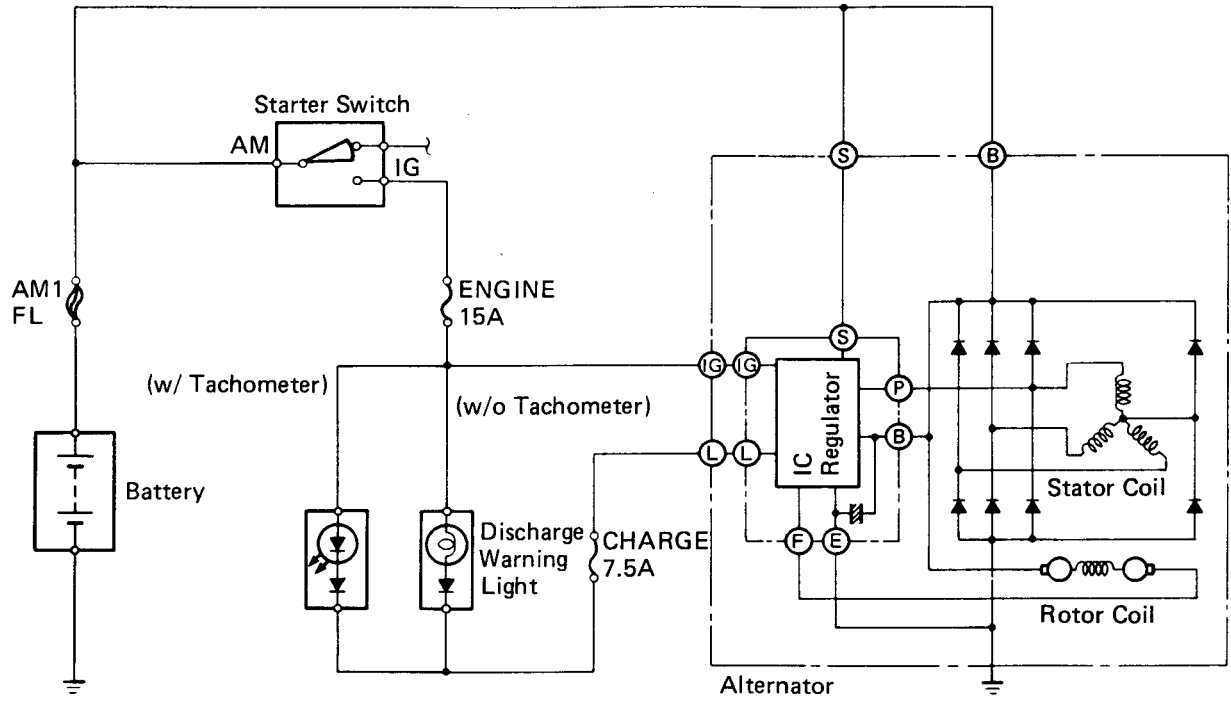 Starter Switch
AM
IG
S
B
AM1
FL
ENGINE
15A
(w/ Tachometer)
(w/o Tachometer)
S
IG
IG
IC
Regulator
P
B
L
L
Battery
Stator Coil
Discharge
Warning
Light
CHARGE
7.5A
F
E
Rotor Coil
Alternator